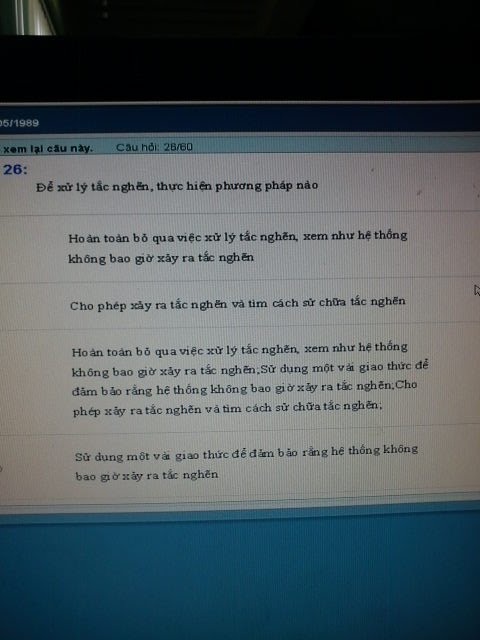 05/1989
xem lại câu này. Câu hỏi: 26/60
26:
Để xử lý tắc nghẽn, thực hiện phương pháp nào
Hoàn toàn bỏ qua việc xử lý tắc nghẽn, xem như hệ thống
không bao giờ xảy ra tắc nghẽn
Cho phép xảy ra tắc nghẽn và tìm cách sử chữa tắc nghẽn
Hoàn toàn bỏ qua việc xử lý tắc nghẽn, xem như hệ thống
không bao giờ xảy ra tắc nghẽn;Sử dụng một vài giao thức để
đảm bảo rằng hệ thống không bao giờ xảy ra tắc nghẽn;Cho
phép xảy ra tắc nghẽn và tìm cách sử chữa tắc nghẽn;
Sử dụng một vài giao thức để đảm bảo rằng hệ thống không
bao giờ xảy ra tắc nghẽn